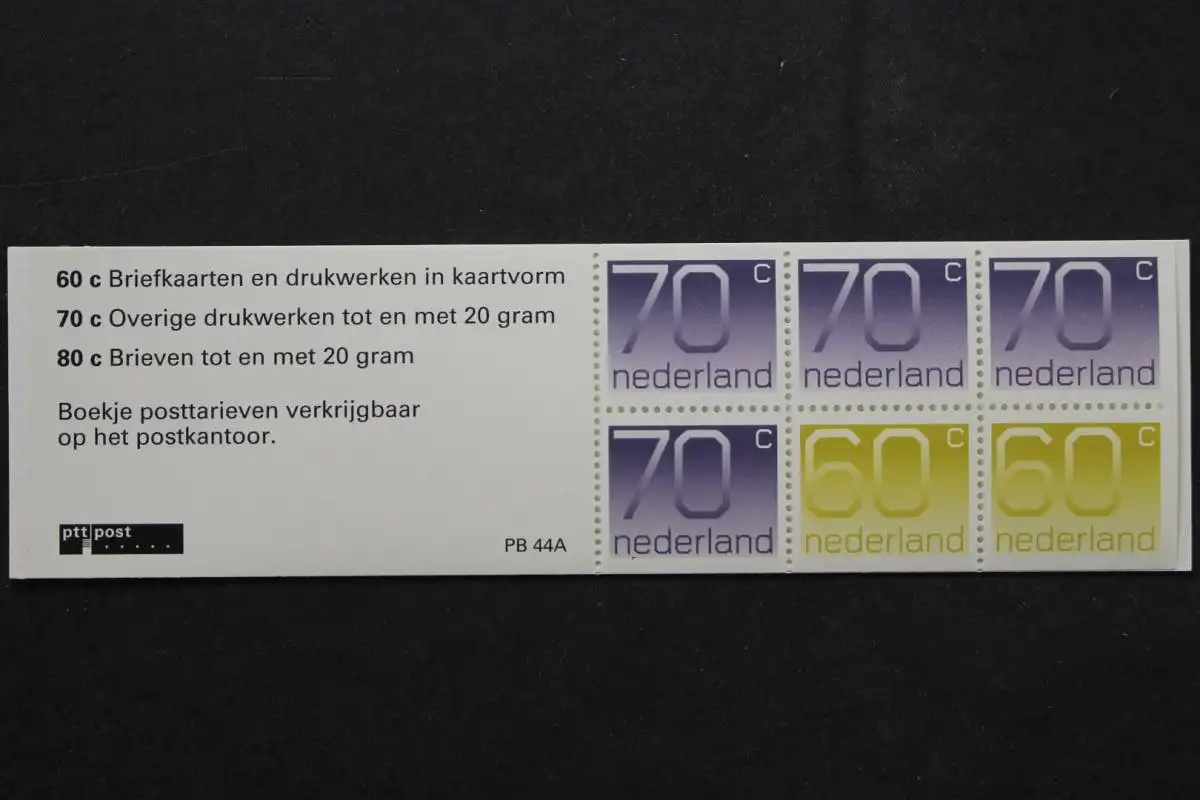 60 c Briefkaarten en drukwerken in kaartvorm
70 c Overige drukwerken tot en met 20 gram
80 c Brieven tot en met 20 gram
Boekje posttarieven verkrijgbaar
op het postkantoor.
ptt post
PB 44A
70 c
nederland
70 c
nederland
70 c
nederland
70 c
nederland
60 c
nederland
60 c
nederland